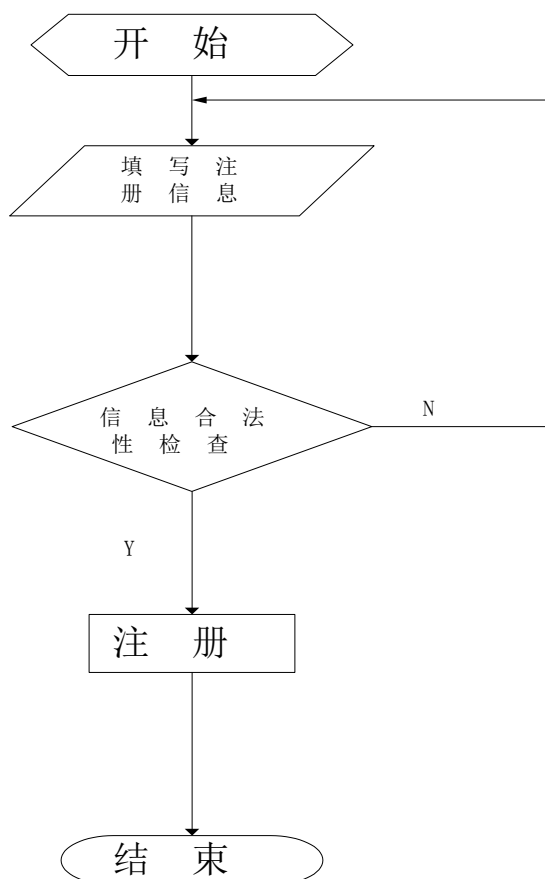 开 始
填 写 注
册 信 息
信 息 合 法
性 检 查
N
Y
注 册
结 束